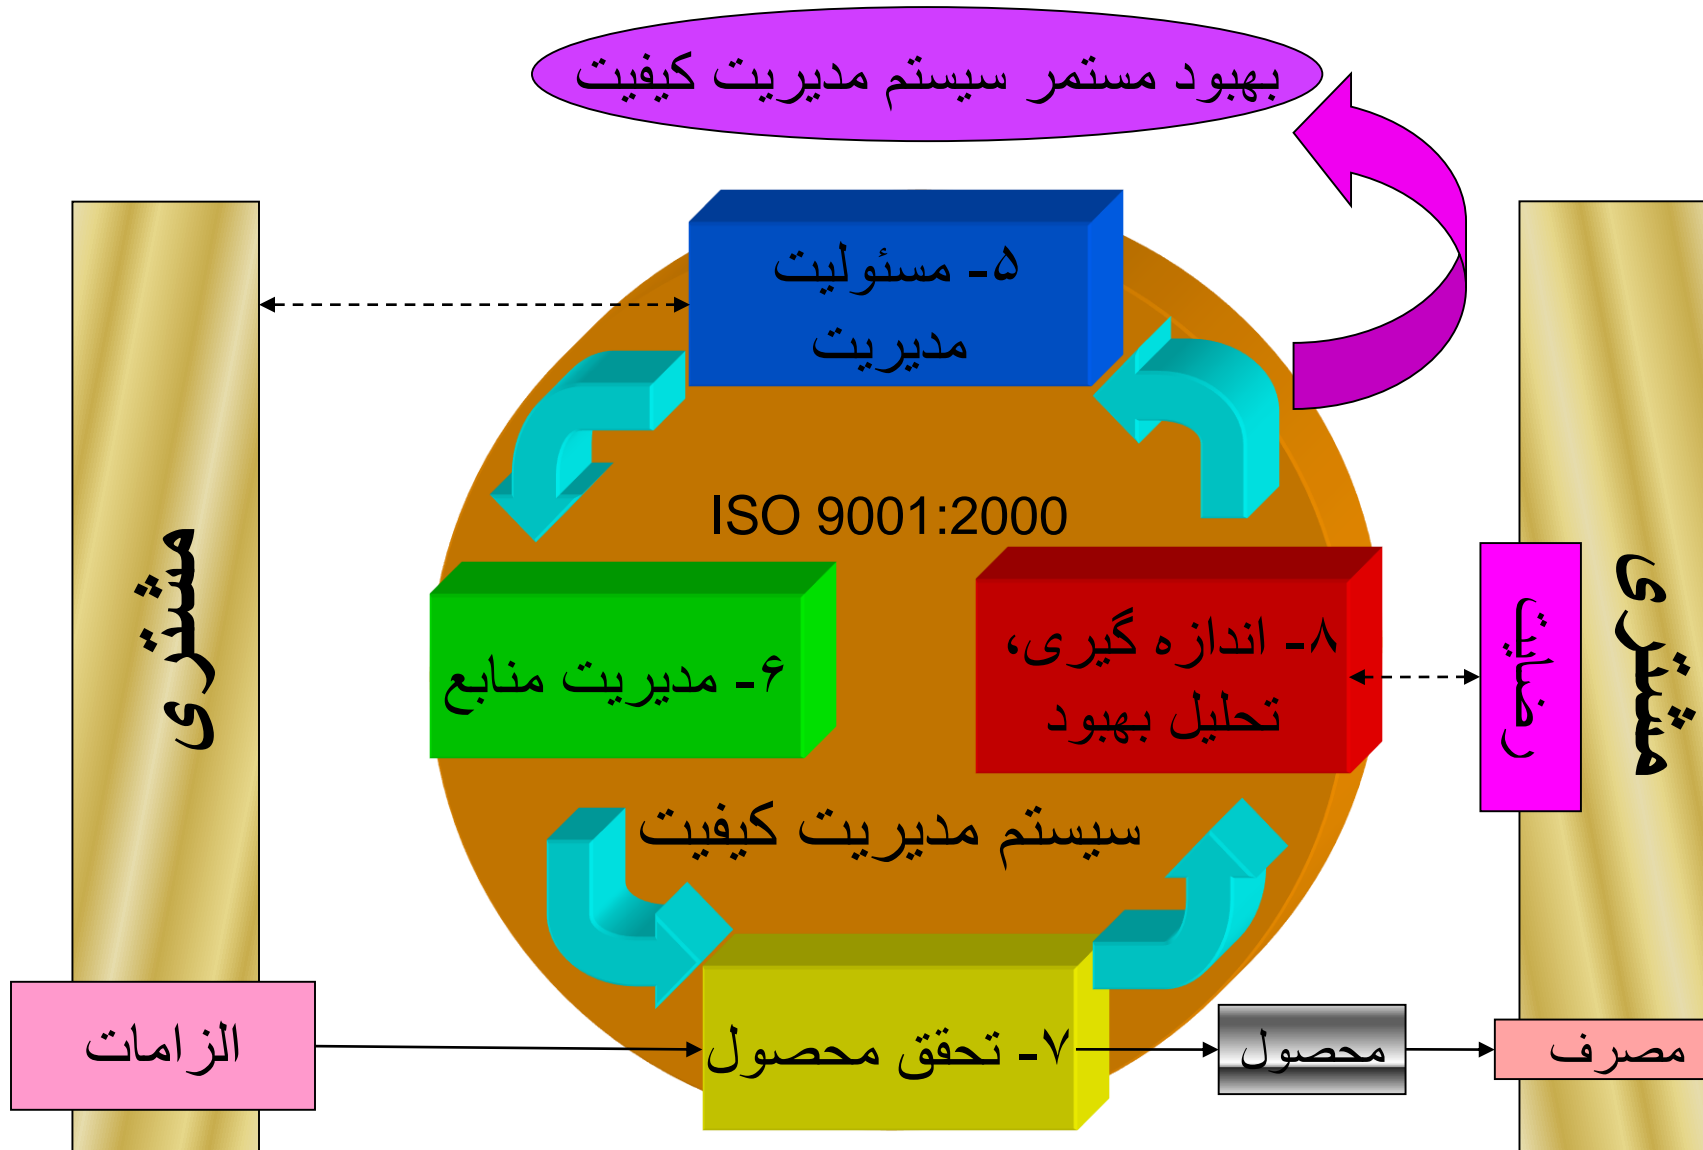 بهبود مستمر سیستم مدیریت کیفیت
۵- مسئولیت
مدیریت
ISO 9001:2000
مشتری
مشتری
رضایت
۸- اندازه گیری،
تحلیل بهبود
۶- مدیریت منابع
سیستم مدیریت کیفیت
الزامات
۷- تحقق محصول
محصول
مصرف